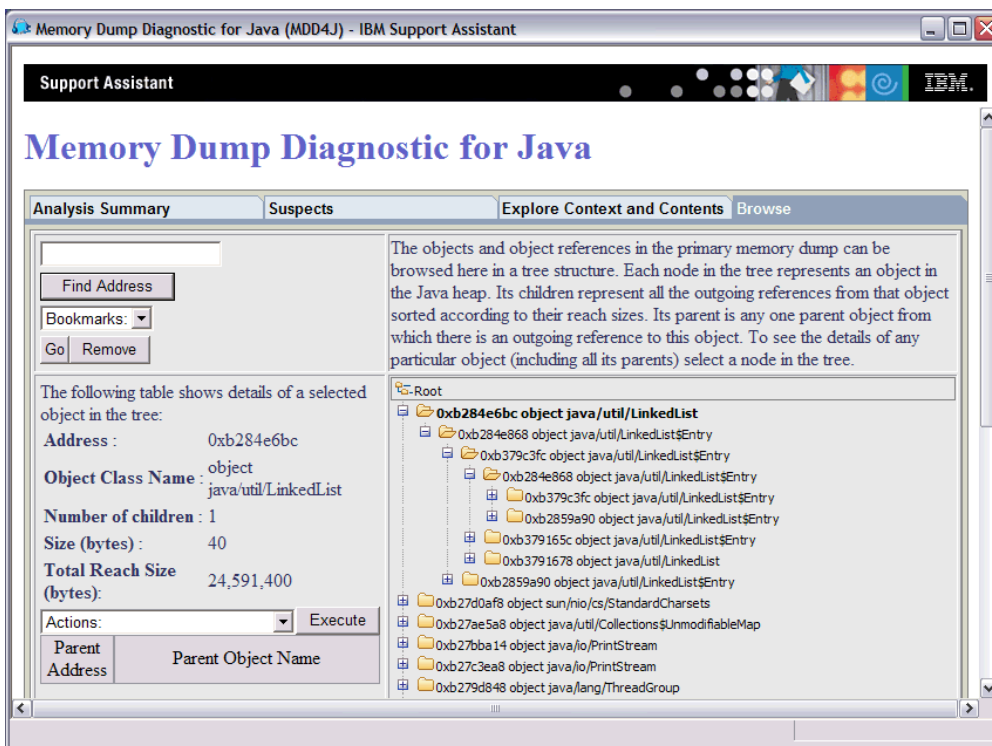 Memory Dump Diagnostic for Java (MDD4J) - IBM Support Assistant
Support Assistant
IBM.
Memory Dump Diagnostic for Java
Analysis Summary
Suspects
Explore Context and Contents
Browse
Find Address
Bookmarks:
Go
Remove
The objects and object references in the primary memory dump can be
browsed here in a tree structure. Each node in the tree represents an object in
the Java heap. Its children represent all the outgoing references from that object
sorted according to their reach sizes. Its parent is any one parent object from
which there is an outgoing reference to this object. To see the details of any
particular object (including all its parents) select a node in the tree.
The following table shows details of a selected
object in the tree:
Address : 0xb284e6bc
Object Class Name : object
java/util/LinkedList
Number of children : 1
Size (bytes) : 40
Total Reach Size
(bytes): 24,591,400
Actions:
Execute
Parent
Address
Parent Object Name
Root
0xb284e6bc object java/util/LinkedList
0xb284e868 object java/util/LinkedList$Entry
0xb379c3fc object java/util/LinkedList$Entry
0xb284e868 object java/util/LinkedList$Entry
0xb379c3fc object java/util/LinkedList$Entry
0xb2859a90 object java/util/LinkedList$Entry
0xb379165c object java/util/LinkedList$Entry
0xb3791678 object java/util/LinkedList
0xb2859a90 object java/util/LinkedList$Entry
0xb27d0af8 object sun/nio/cs/StandardCharsets
0xb27ae5a8 object java/util/Collections$UnmodifiableMap
0xb27bba14 object java/io/PrintStream
0xb27c3ea8 object java/io/PrintStream
0xb279d848 object java/lang/ThreadGroup